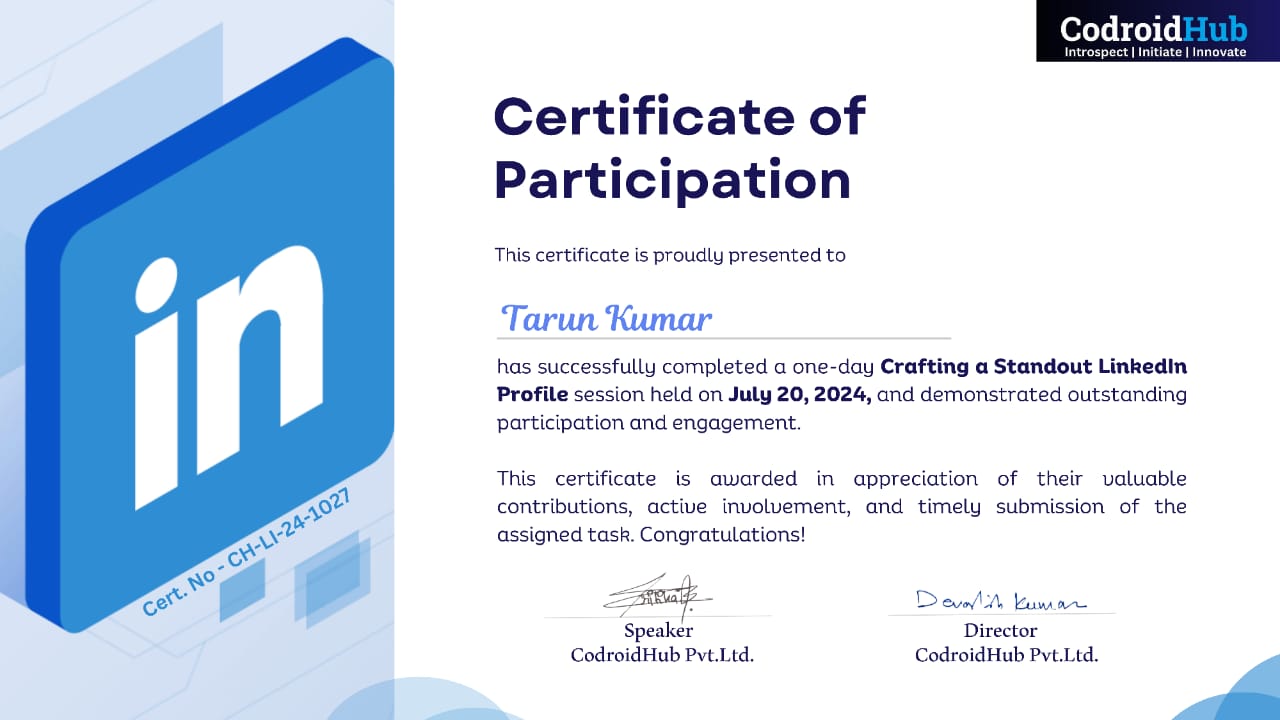 CodroidHub
Introspect | Initiate | Innovate
Certificate of
Participation
This certificate is proudly presented to
Tarun Kumar
has successfully completed a one-day Crafting a Standout LinkedIn
Profile session held on July 20, 2024, and demonstrated outstanding
participation and engagement.
This certificate is awarded in appreciation of their valuable
contributions, active involvement, and timely submission of the
assigned task. Congratulations!
in
Cert. No - CH-LI-24-1027
Speaker
CodroidHub Pvt.Ltd.
Kumar
Director
CodroidHub Pvt.Ltd.